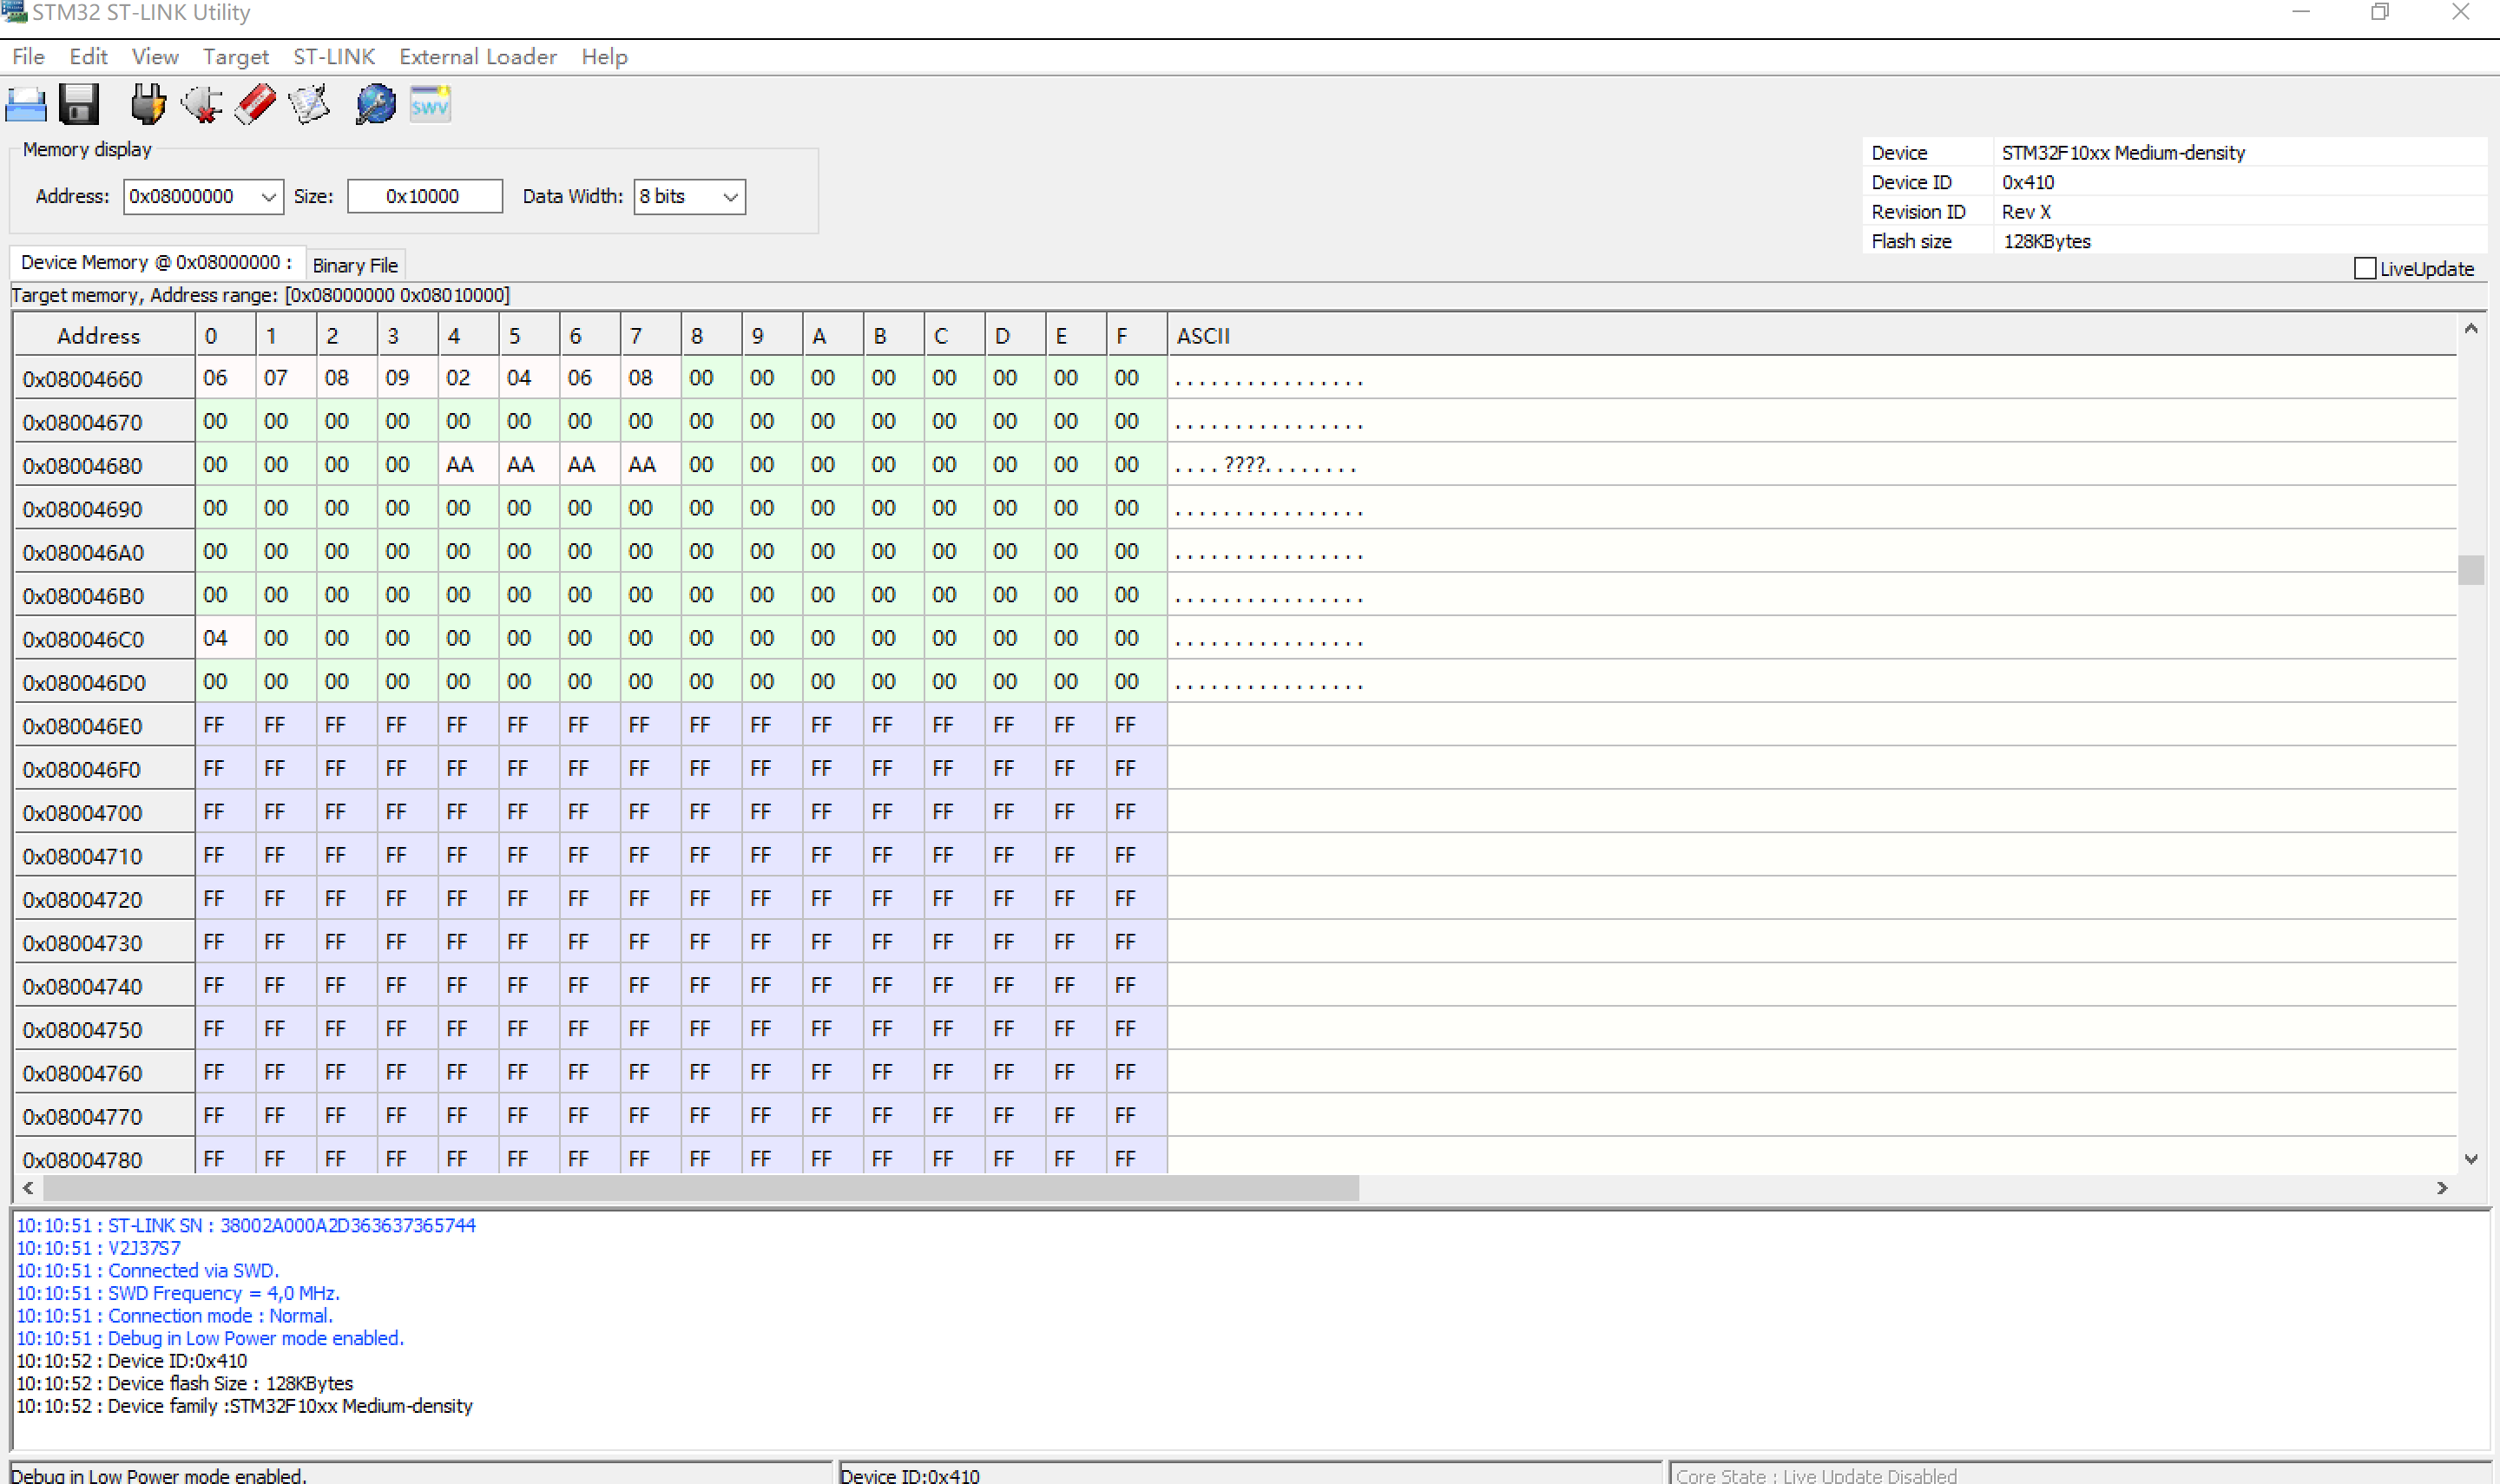 STM32 ST-LINK Utility
File Edit View Target ST-LINK External Loader Help
SWV
Memory display
Address: 0x08000000 Size: 0x10000 Data Width: 8 bits
Device STM32F10xx Medium-density
Device ID 0x410
Revision ID Rev X
Flash size 128KBytes
Device Memory @ 0x08000000 : Binary File
LiveUpdate
Target memory, Address range: [0x08000000 0x08010000]
Address 0 1 2 3 4 5 6 7 8 9 A B C D E F ASCII
0x08004660 06 07 08 09 02 04 06 08 00 00 00 00 00 00 00 00 ................
0x08004670 00 00 00 00 00 00 00 00 00 00 00 00 00 00 00 00 ................
0x08004680 00 00 00 00 AA AA AA AA 00 00 00 00 00 00 00 00 ....????........
0x08004690 00 00 00 00 00 00 00 00 00 00 00 00 00 00 00 00 ................
0x080046A0 00 00 00 00 00 00 00 00 00 00 00 00 00 00 00 00 ................
0x080046B0 00 00 00 00 00 00 00 00 00 00 00 00 00 00 00 00 ................
0x080046C0 04 00 00 00 00 00 00 00 00 00 00 00 00 00 00 00 ................
0x080046D0 00 00 00 00 00 00 00 00 00 00 00 00 00 00 00 00 ................
0x080046E0 FF FF FF FF FF FF FF FF FF FF FF FF FF FF FF FF
0x080046F0 FF FF FF FF FF FF FF FF FF FF FF FF FF FF FF FF
0x08004700 FF FF FF FF FF FF FF FF FF FF FF FF FF FF FF FF
0x08004710 FF FF FF FF FF FF FF FF FF FF FF FF FF FF FF FF
0x08004720 FF FF FF FF FF FF FF FF FF FF FF FF FF FF FF FF
0x08004730 FF FF FF FF FF FF FF FF FF FF FF FF FF FF FF FF
0x08004740 FF FF FF FF FF FF FF FF FF FF FF FF FF FF FF FF
0x08004750 FF FF FF FF FF FF FF FF FF FF FF FF FF FF FF FF
0x08004760 FF FF FF FF FF FF FF FF FF FF FF FF FF FF FF FF
0x08004770 FF FF FF FF FF FF FF FF FF FF FF FF FF FF FF FF
0x08004780 FF FF FF FF FF FF FF FF FF FF FF FF FF FF FF FF
10:10:51 : ST-LINK SN : 38002A000A2D363637365744
10:10:51 : V2J37S7
10:10:51 : Connected via SWD.
10:10:51 : SWD Frequency = 4,0 MHz.
10:10:51 : Connection mode : Normal.
10:10:51 : Debug in Low Power mode enabled.
10:10:52 : Device ID:0x410
10:10:52 : Device flash Size : 128KBytes
10:10:52 : Device family :STM32F10xx Medium-density
Debug in Low Power mode enabled. Device ID:0x410 Core State : Live Update Disabled